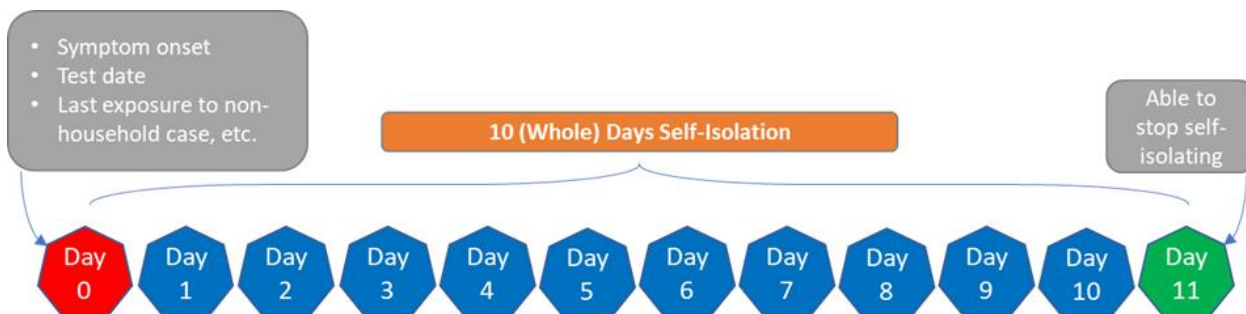 • Symptom onset
• Test date
• Last exposure to non-
household case, etc.
10 (Whole) Days Self-Isolation
Able to
stop self-
isolating
Day
0
Day
1
Day
2
Day
3
Day
4
Day
5
Day
6
Day
7
Day
8
Day
9
Day
10
Day
11